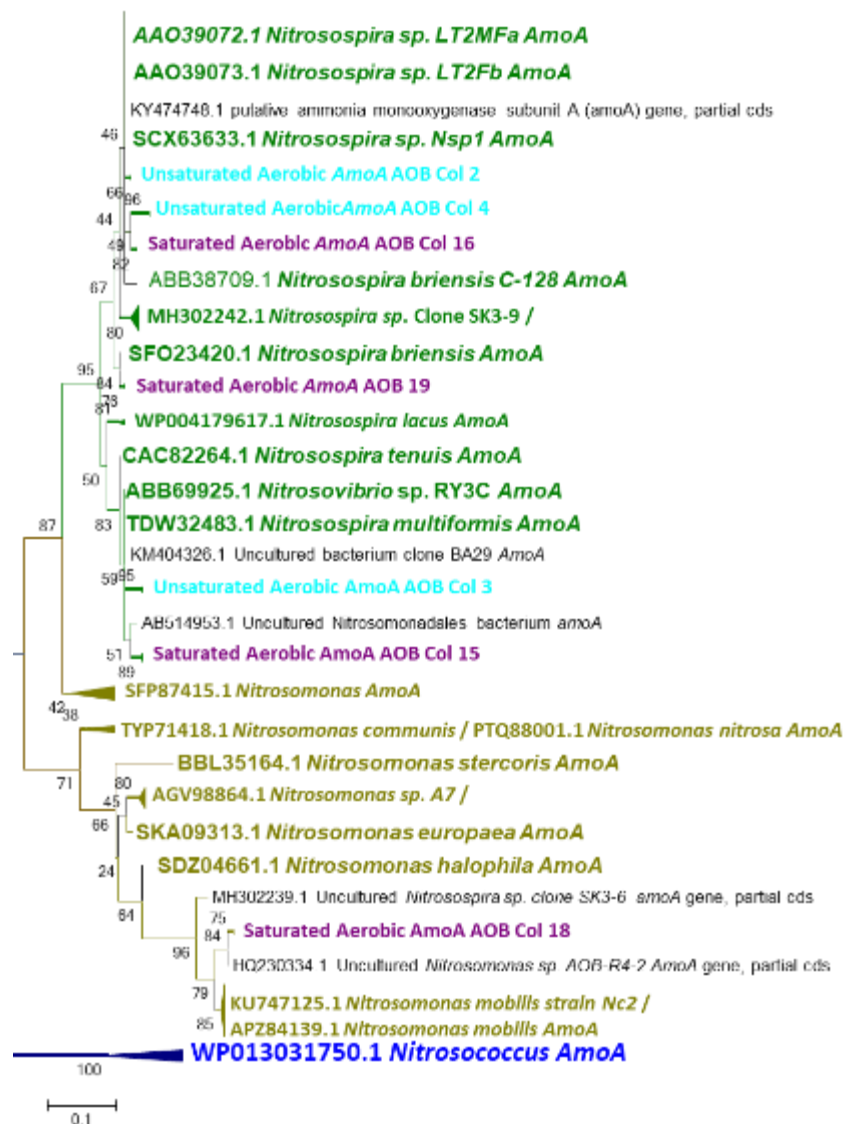 AAO39072.1 Nitrosospira sp. LT2MFa AmoA
AAO39073.1 Nitrosospira sp. LT2Fb AmoA
KY474748.1 putative ammonia monooxygenase subunit A (amoA) gene, partial cds
46
SCX63633.1 Nitrosospira sp. Nsp1 AmoA
Unsaturated Aerobic AmoA AOB Col 2
66
96
Unsaturated AerobicAmoA AOB Col 4
44
49
Saturated Aerobic AmoA AOB Col 16
82
ABB38709.1 Nitrosospira briensis C-128 AmoA
67
MH302242.1 Nitrosospira sp. Clone SK3-9 /
80
SFO23420.1 Nitrosospira briensis AmoA
95
84
Saturated Aerobic AmoA AOB 19
78
81
WP004179617.1 Nitrosospira lacus AmoA
CAC82264.1 Nitrosospira tenuis AmoA
50
ABB69925.1 Nitrosovibrio sp. RY3C AmoA
87
83
TDW32483.1 Nitrosospira multiformis AmoA
KM404326.1 Uncultured bacterium clone BA29 AmoA
59
95
Unsaturated Aerobic AmoA AOB Col 3
AB514953.1 Uncultured Nitrosomonadales bacterium amoA
51
Saturated Aerobic AmoA AOB Col 15
89
SFP87415.1 Nitrosomonas AmoA
42
38
TYP71418.1 Nitrosomonas communis / PTQ88001.1 Nitrosomonas nitrosa AmoA
BBL35164.1 Nitrosomonas stercoris AmoA
71
80
AGV98864.1 Nitrosomonas sp. A7 /
45
66
SKA09313.1 Nitrosomonas europaea AmoA
24
SDZ04661.1 Nitrosomonas halophila AmoA
MH302239.1 Uncultured Nitrosospira sp. clone SK3-6 amoA gene, partial cds
64
75
84
Saturated Aerobic AmoA AOB Col 18
96
HQ230334.1 Uncultured Nitrosomonas sp. AOB-R4-2 AmoA gene, partial cds
79
KU747125.1 Nitrosomonas mobilis strain Nc2 /
85
APZ84139.1 Nitrosomonas mobilis AmoA
WP013031750.1 Nitrosococcus AmoA
100
0.1